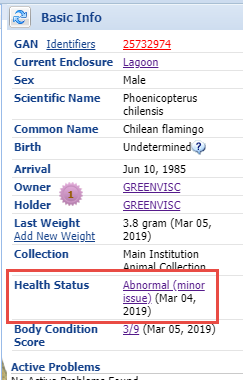 Basic Info
GAN Identifiers 25732974
Current Enclosure Lagoon
Sex Male
Scientific Name Phoenicopterus
chilensis
Common Name Chilean flamingo
Birth Undetermined ?
Arrival Jun 10, 1985
Owner GREENVISC
1
Holder GREENVISC
Last Weight 3.8 gram (Mar 05,
Add New Weight 2019)
Collection Main Institution
Animal Collection
Health Status Abnormal (minor
issue) (Mar 04,
2019)
Body Condition 3/9 (Mar 05, 2019)
Score
Active Problems
No Active Problems Found